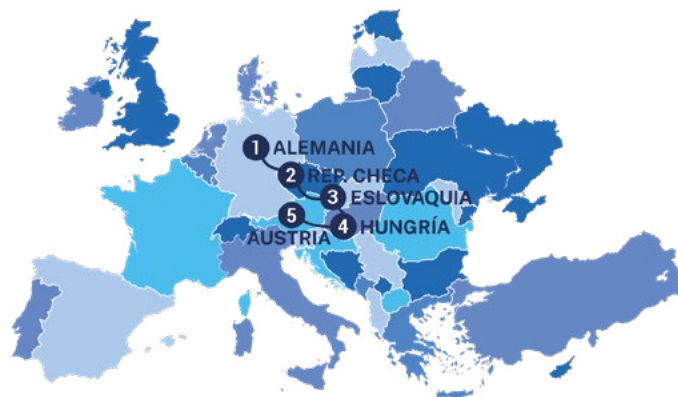 1 ALEMANIA
2 REP. CHECA
3 ESLOVAQUIA
4 HUNGRÍA
5 AUSTRIA